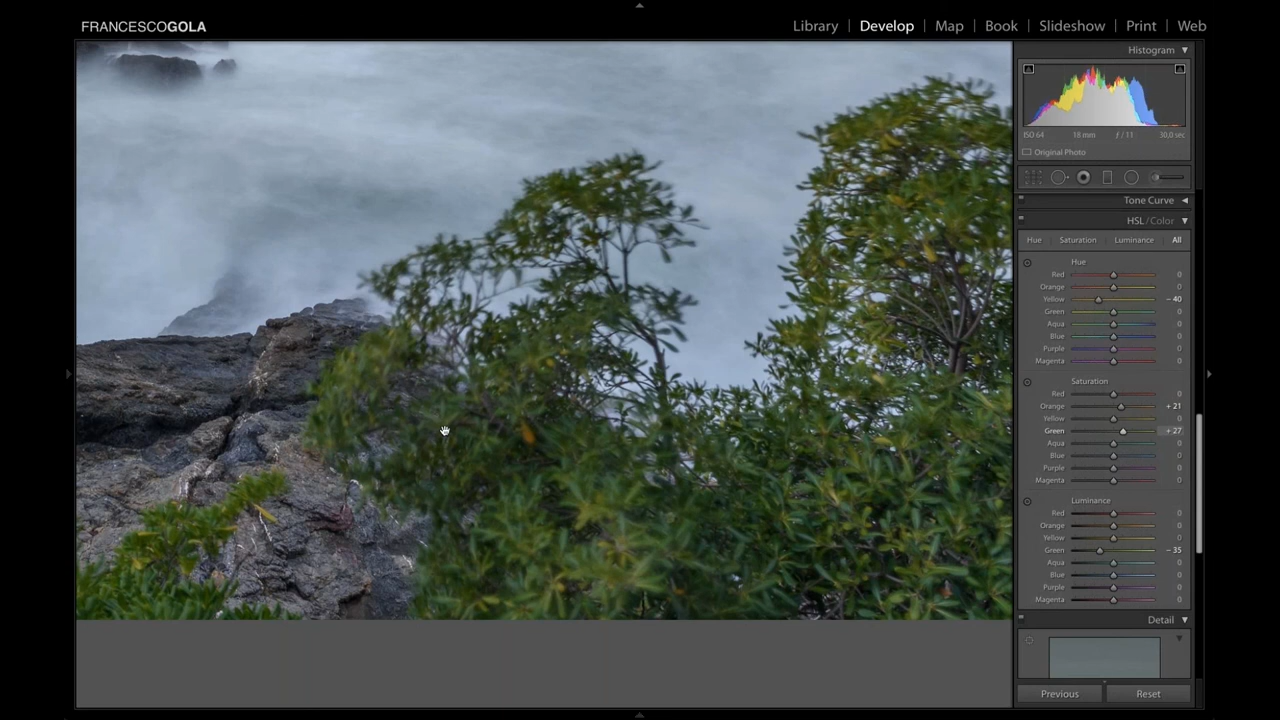 FRANCESCOGOLA
Library | Develop | Map | Book | Slideshow | Print | Web
Histogram
ISO 64 18 mm ƒ / 11 30,0 sec
Original Photo
Tone Curve
HSL / Color
Hue Saturation Luminance All
Hue
Red 0
Orange 0
Yellow − 40
Green 0
Aqua 0
Blue 0
Purple 0
Magenta 0
Saturation
Red 0
Orange + 21
Yellow 0
Green + 27
Aqua 0
Blue 0
Purple 0
Magenta 0
Luminance
Red 0
Orange 0
Yellow 0
Green − 35
Aqua 0
Blue 0
Purple 0
Magenta 0
Detail
Previous Reset